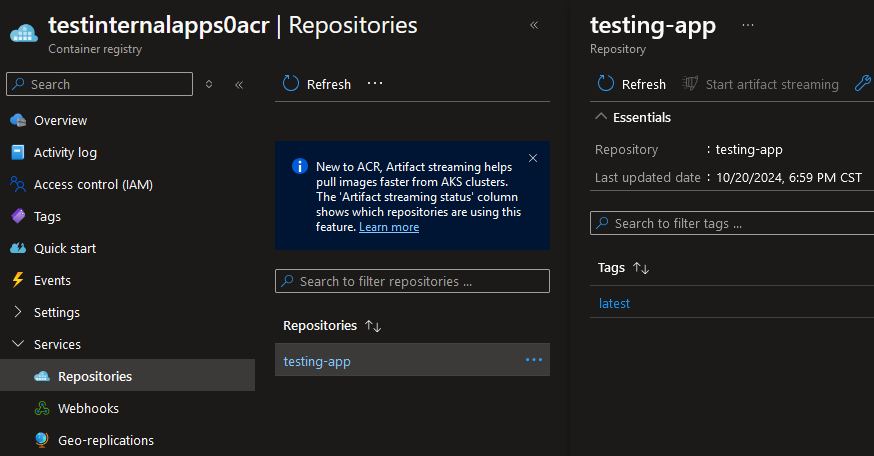 testinternalapps0acr | Repositories
Container registry
Search
Overview
Activity log
Access control (IAM)
Tags
Quick start
Events
Settings
Services
Repositories
Webhooks
Geo-replications
Refresh
New to ACR, Artifact streaming helps
pull images faster from AKS clusters.
The 'Artifact streaming status' column
shows which repositories are using this
feature. Learn more
Search to filter repositories ...
Repositories
testing-app
testing-app
Repository
Refresh Start artifact streaming
Essentials
Repository : testing-app
Last updated date : 10/20/2024, 6:59 PM CST
Search to filter tags ...
Tags
latest